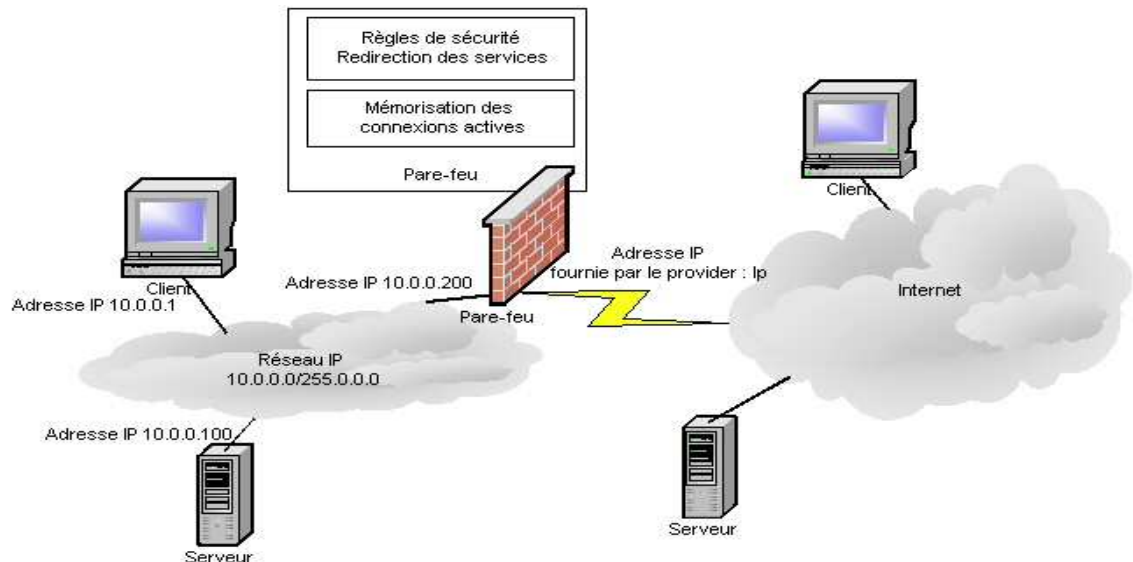 Règles de sécurité
Redirection des services
Mémorisation des
connexions actives
Pare-feu
Client
Adresse IP 10.0.0.1
Adresse IP 10.0.0.200
Pare-feu
Adresse IP
fournie par le provider : Ip
Client
Internet
Réseau IP
10.0.0.0/255.0.0.0
Adresse IP 10.0.0.100
Serveur
Serveur